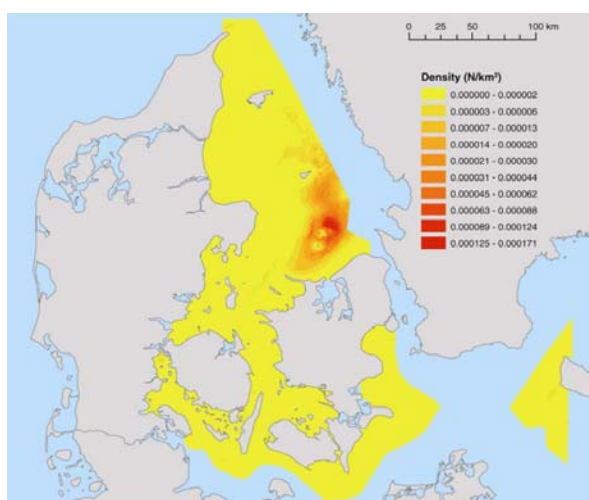 0 25 50 100 km
Density (N/km²)
0.000000 - 0.000002
0.000003 - 0.000006
0.000007 - 0.000013
0.000014 - 0.000020
0.000021 - 0.000030
0.000031 - 0.000044
0.000045 - 0.000062
0.000063 - 0.000088
0.000089 - 0.000124
0.000125 - 0.000171